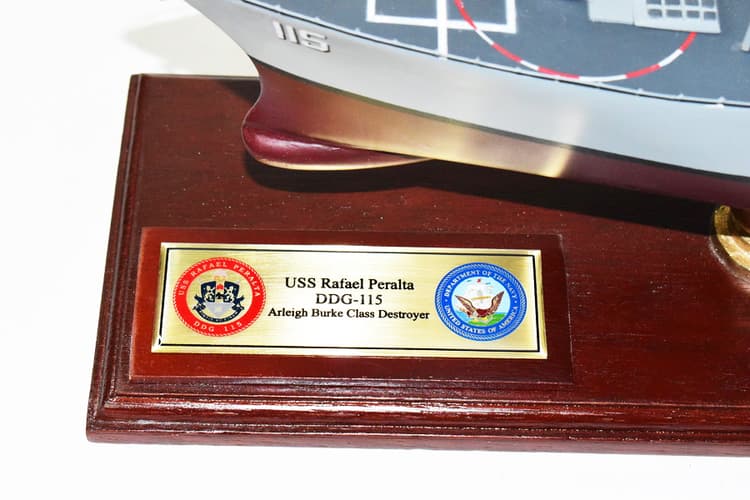 115
USS Rafael Peralta
DDG-115
Arleigh Burke Class Destroyer
USS RAFAEL PERALTA
DDG 115
DEPARTMENT OF THE NAVY
UNITED STATES OF AMERICA